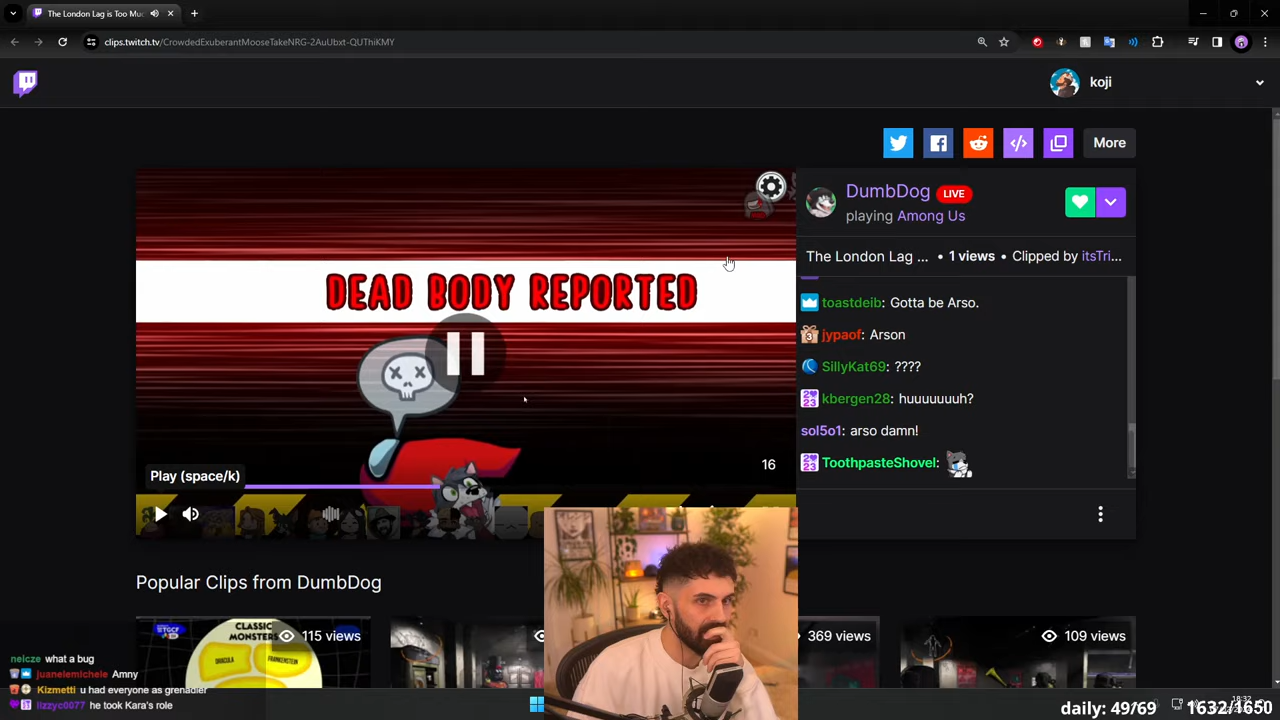 The London Lag is Too Mu
clips.twitch.tv/CrowdedExuberantMooseTakeNRG-2AuUbxt-QUThiKMY
koji
More
DumbDog LIVE
playing Among Us
The London Lag ... • 1 views • Clipped by itsTri...
DEAD BODY REPORTED
toastdeib: Gotta be Arso.
jypaof: Arson
SillyKat69: ????
kbergen28: huuuuuuuh?
sol5o1: arso damn!
ToothpasteShovel:
16
Play (space/k)
Popular Clips from DumbDog
CLASSIC
MONSTERS
DRACULA
FRANKENSTEIN
115 views
369 views
109 views
neicze what a bug
juanelemichele Amny
Kizmetti u had everyone as grenadier
lizzyc0077 he took Kara's role
daily: 49/69 1632/1650